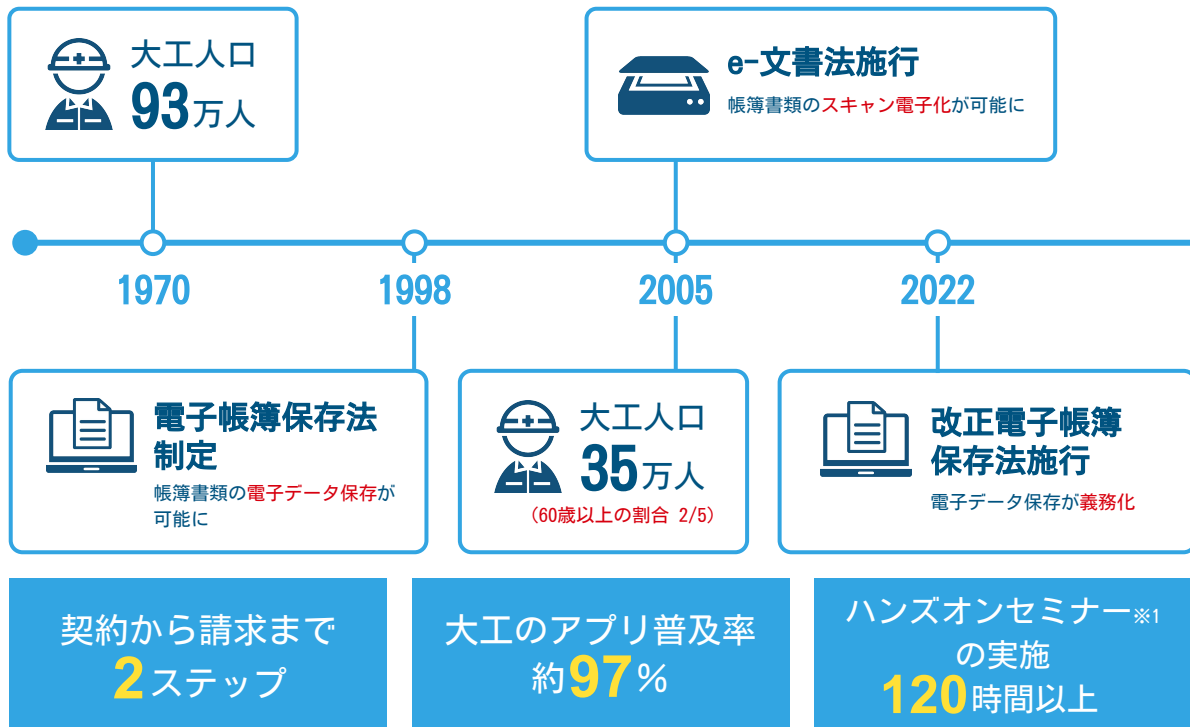 大工人口
93万人
e-文書法施行
帳簿書類のスキャン電子化が可能に
1970
1998
2005
2022
電子帳簿保存法
制定
帳簿書類の電子データ保存が
可能に
大工人口
35万人
(60歳以上の割合 2/5)
改正電子帳簿
保存法施行
電子データ保存が義務化
契約から請求まで
2ステップ
大工のアプリ普及率
約97%
ハンズオンセミナー※1
の実施
120時間以上